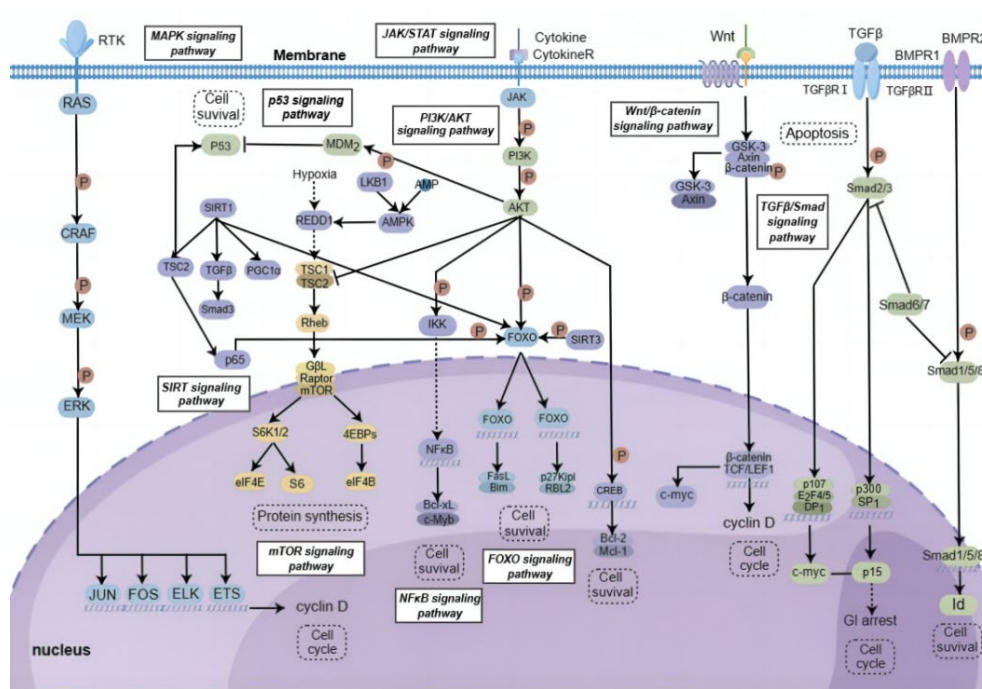 RTK
MAPK signaling
pathway
Membrane
JAK/STAT signaling
pathway
Cytokine
CytokineR
Wnt
TGFβ
BMPR1
BMPR2
TGFβR I
TGFβR II
RAS
Cell
suvival
p53 signaling
pathway
PI3K/AKT
signaling pathway
JAK
P
PI3K
P
Wnt/β-catenin
signaling pathway
Apoptosis
P53
MDM2
P
GSK-3
Axin
β-catenin
P
P
Hypoxia
LKB1
AMP
GSK-3
Axin
Smad2/3
P
SIRT1
REDD1
AMPK
AKT
TGFβ/Smad
signaling
pathway
CRAF
TSC2
TGFβ
PGC1α
TSC1
TSC2
P
P
P
P
β-catenin
Smad6/7
Smad3
MEK
Rheb
IKK
P
FOXO
P
SIRT3
P
p65
GβL
Raptor
mTOR
Smad1/5/8
P
SIRT signaling
pathway
ERK
S6K1/2
4EBPs
FOXO
FOXO
NFκB
P
β-catenin
TCF/LEF1
eIF4E
S6
eIF4B
FasL
Bim
p27Kipl
RBL2
CREB
c-myc
p107
E2F4/5
DP1
p300
SP1
Protein synthesis
Bcl-xL
c-Myb
Cell
suvival
Bcl-2
Mcl-1
cyclin D
mTOR signaling
pathway
Cell
suvival
FOXO signaling
pathway
Cell
suvival
Cell
cycle
c-myc
p15
Smad1/5/8
JUN
FOS
ELK
ETS
cyclin D
NFκB signaling
pathway
GI arrest
Id
Cell
cycle
Cell
cycle
Cell
suvival
nucleus